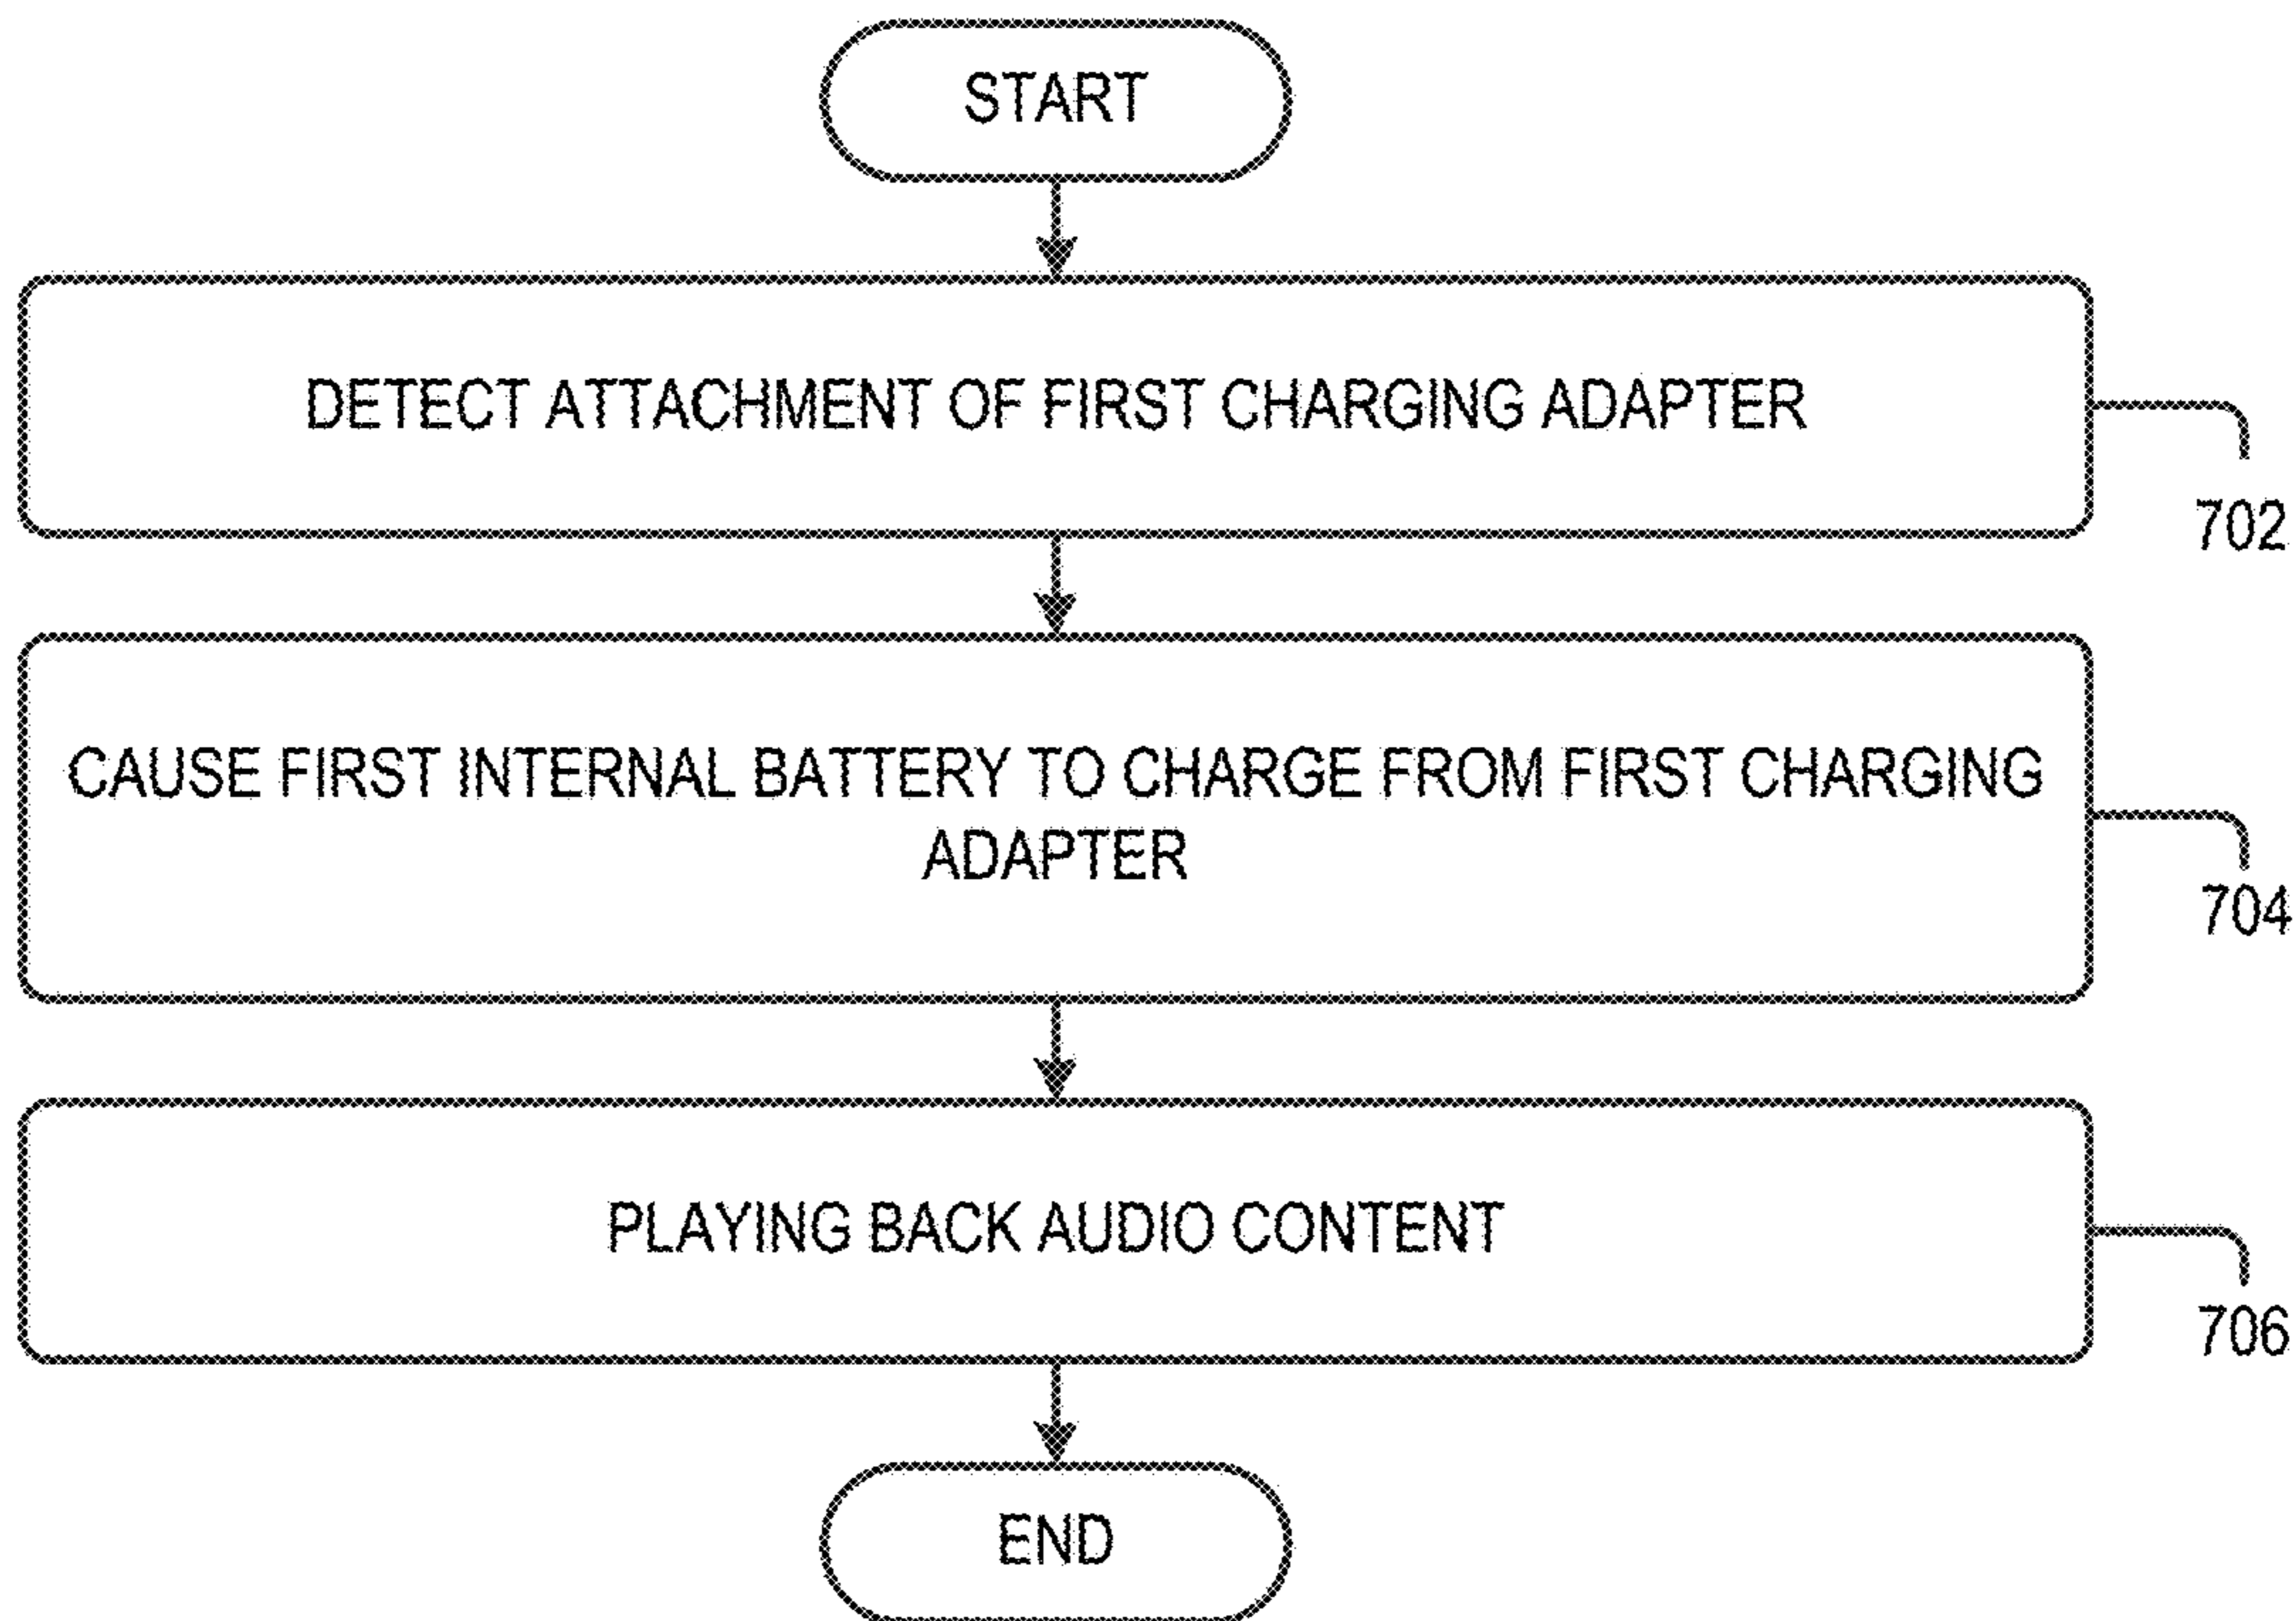 START
DETECT ATTACHMENT OF FIRST CHARGING ADAPTER
702
CAUSE FIRST INTERNAL BATTERY TO CHARGE FROM FIRST CHARGING
ADAPTER
704
PLAYING BACK AUDIO CONTENT
706
END